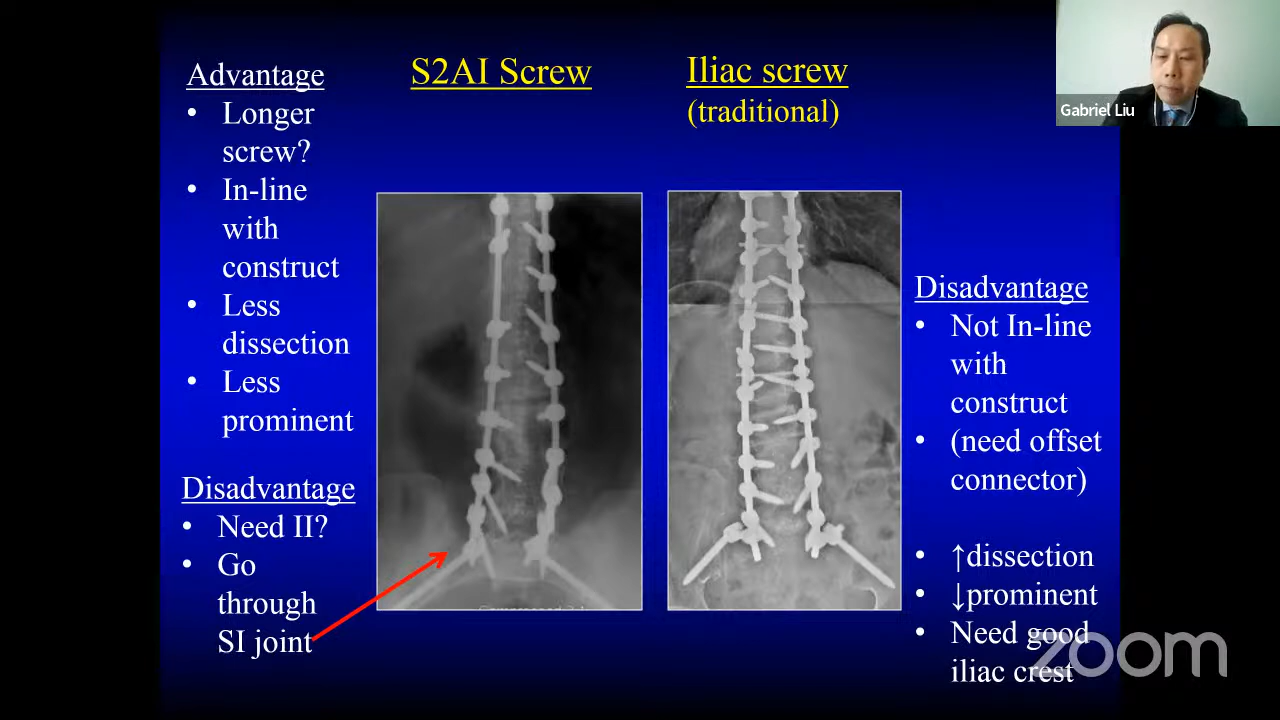 Advantage
• Longer
screw?
• In-line
with
construct
• Less
dissection
• Less
prominent
Disadvantage
• Need II?
• Go
through
SI joint
S2AI Screw
Iliac screw
(traditional)
Disadvantage
• Not In-line
with
construct
• (need offset
connector)
• ↑dissection
• ↓prominent
• Need good
iliac crest
Gabriel Liu
zoom